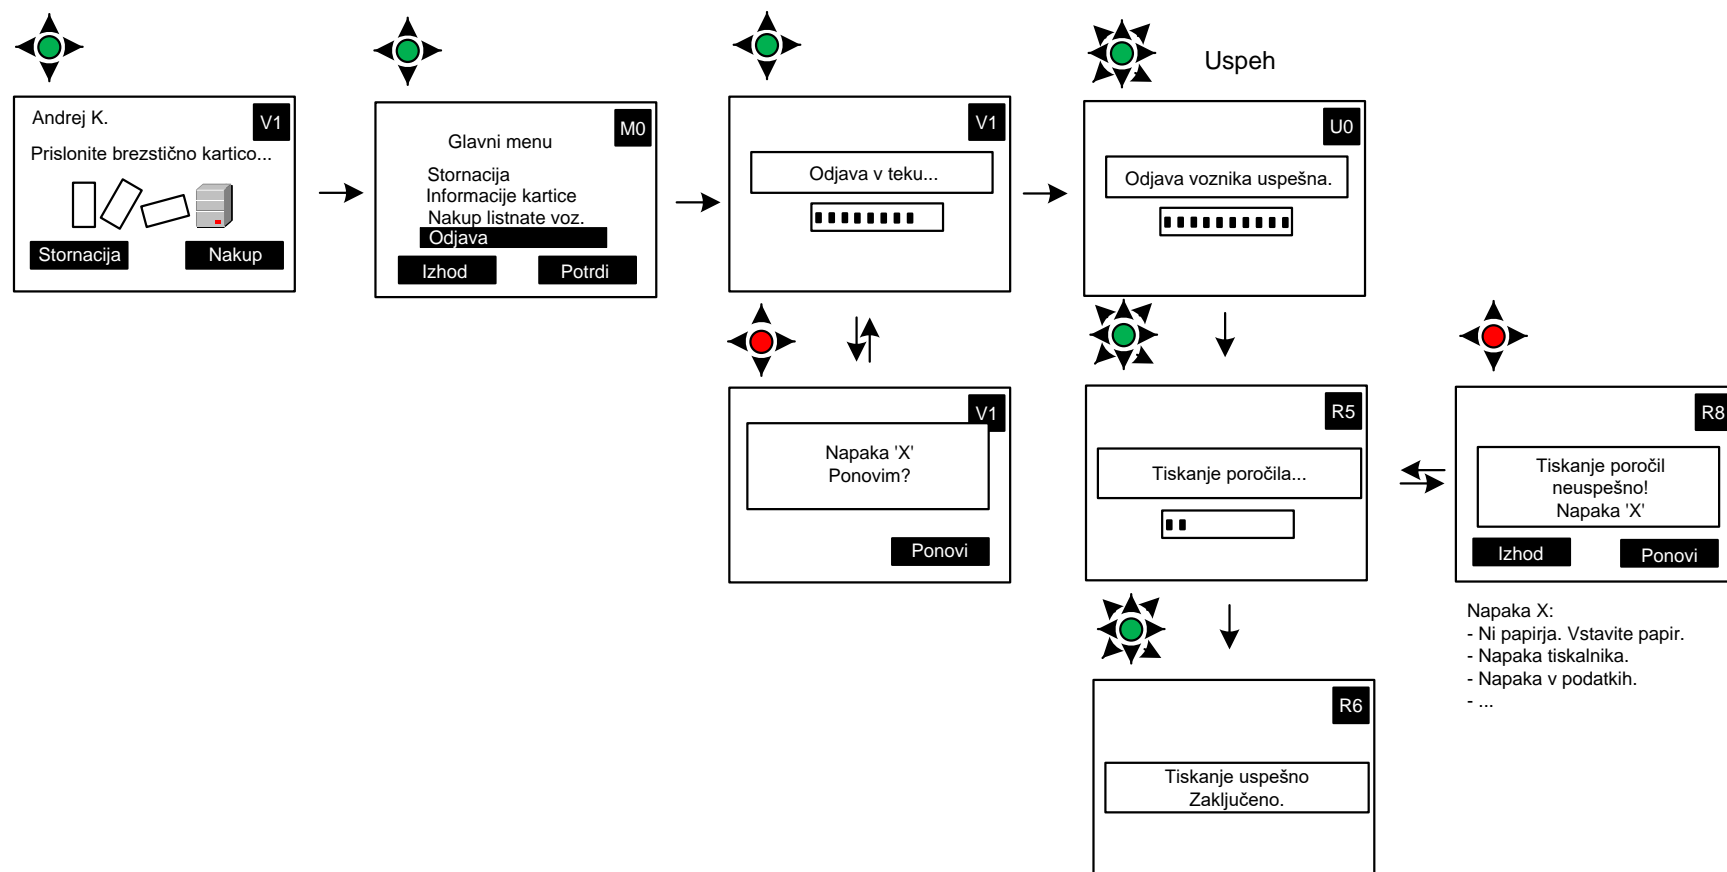 Uspeh
Andrej K.
V1
Prislonite brezstično kartico...
Stornacija
Nakup
M0
Glavni menu
Stornacija
Informacije kartice
Nakup listnate voz.
Odjava
Izhod
Potrdi
V1
Odjava v teku...
U0
Odjava voznika uspešna.
V1
Napaka 'X'
Ponovim?
Ponovi
R5
Tiskanje poročila...
R8
Tiskanje poročil
neuspešno!
Napaka 'X'
Izhod
Ponovi
Napaka X:
- Ni papirja. Vstavite papir.
- Napaka tiskalnika.
- Napaka v podatkih.
- ...
R6
Tiskanje uspešno
Zaključeno.